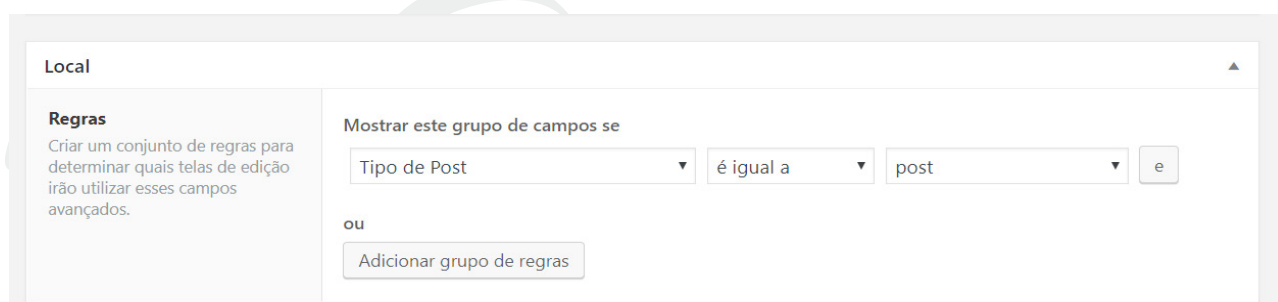 Local
Regras
Criar um conjunto de regras para
determinar quais telas de edição
irão utilizar esses campos
avançados.
Mostrar este grupo de campos se
Tipo de Post é igual a post e
ou
Adicionar grupo de regras